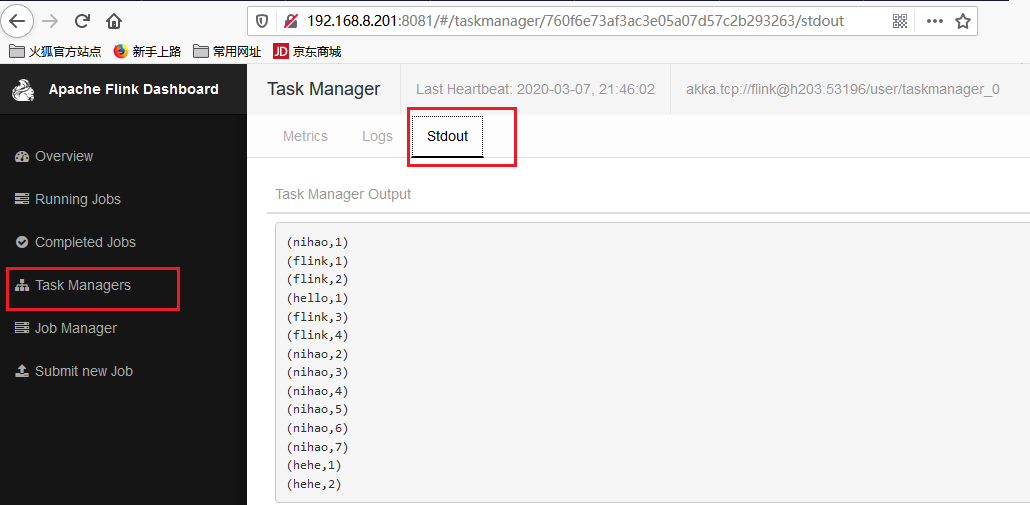 192.168.8.201:8081/#/taskmanager/760f6e73af3ac3e05a07d57c2b293263/stdout
火狐官方站点 新手上路 常用网址 JD 京东商城
Apache Flink Dashboard
Task Manager Last Heartbeat: 2020-03-07, 21:46:02 akka.tcp://flink@h203:53196/user/taskmanager_0
Metrics Logs Stdout
Overview
Running Jobs
Completed Jobs
Task Managers
Job Manager
Submit new Job
Task Manager Output
(nihao,1)
(flink,1)
(flink,2)
(hello,1)
(flink,3)
(flink,4)
(nihao,2)
(nihao,3)
(nihao,4)
(nihao,5)
(nihao,6)
(nihao,7)
(hehe,1)
(hehe,2)